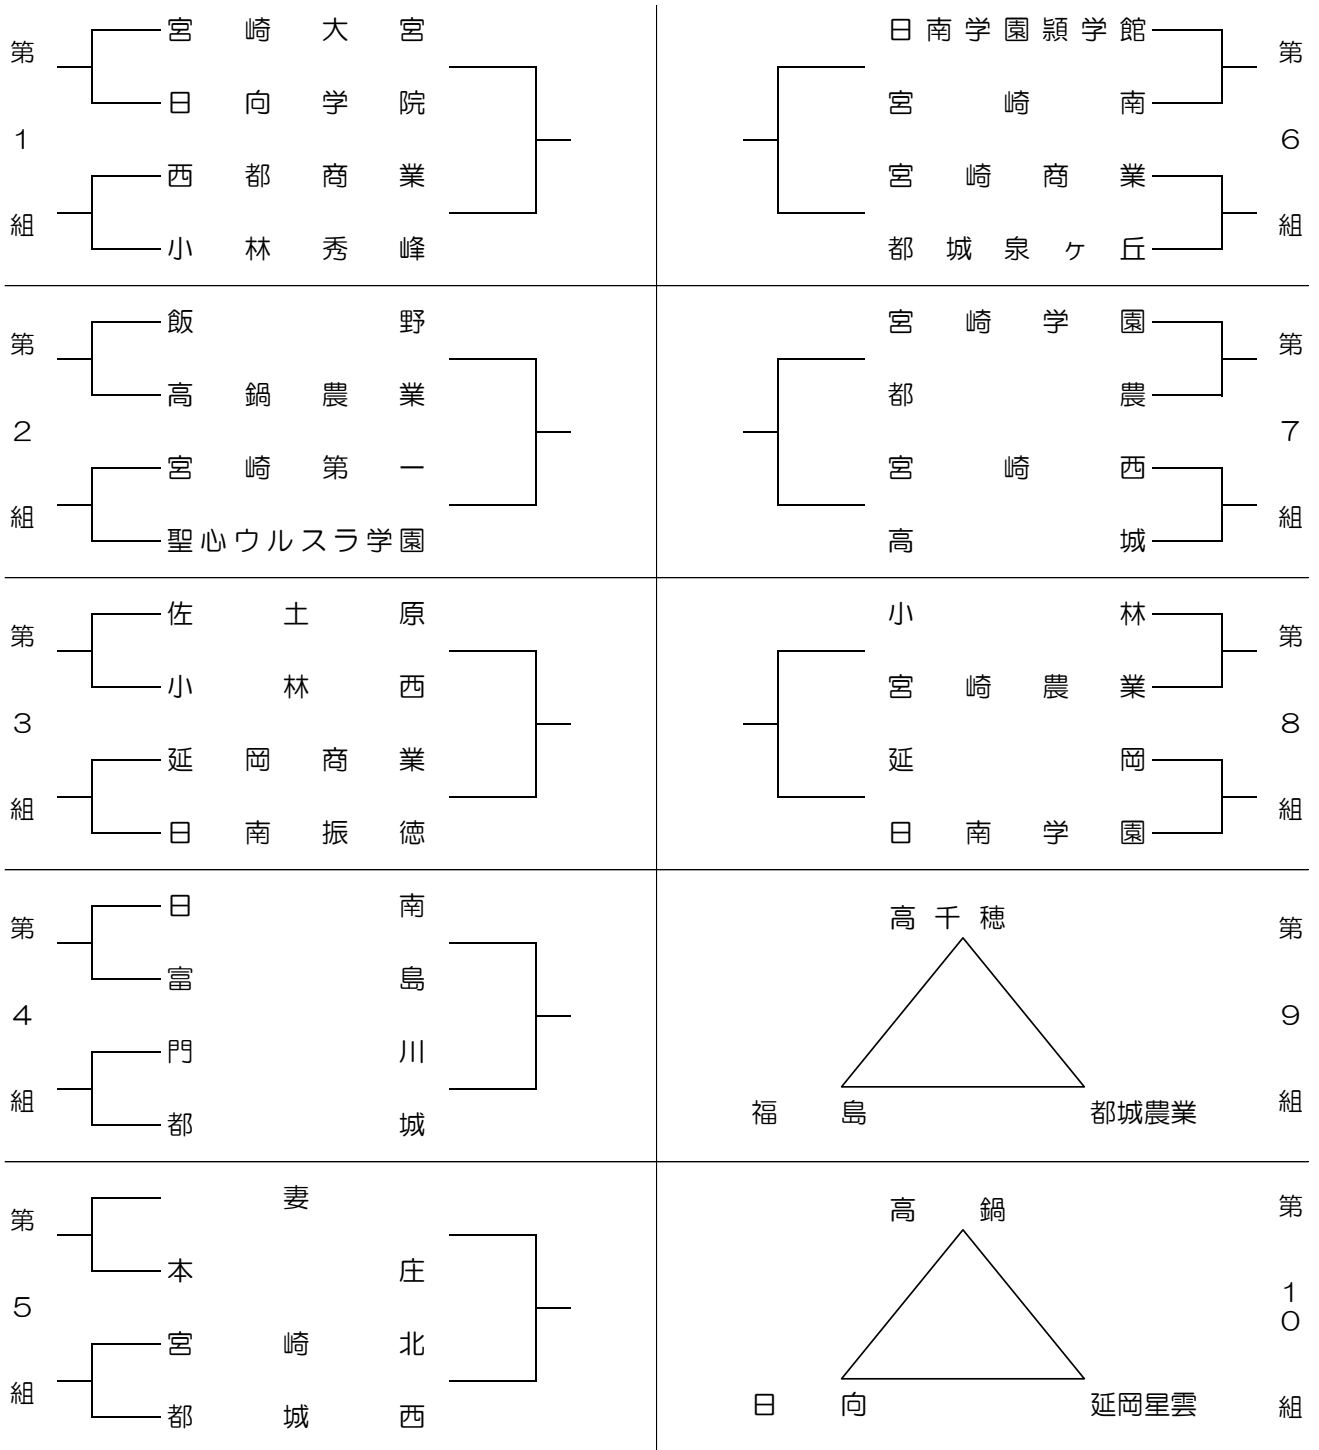 第1組
宮崎大宮
日向学院
西都商業
小林秀峰
第2組
飯野
高鍋農業
宮崎第一
聖心ウルスラ学園
第3組
佐土原
小林西
延岡商業
日南振徳
第4組
日南
富島
門川
都城
第5組
妻
本庄
宮崎北
都城西
第6組
日南学園頴学館
宮崎南
宮崎商業
都城泉ヶ丘
第7組
宮崎学園
都農
宮崎西
高城
第8組
小林
宮崎農業
延岡
日南学園
第9組
高千穂
福島
都城農業
第10組
高鍋
日向
延岡星雲